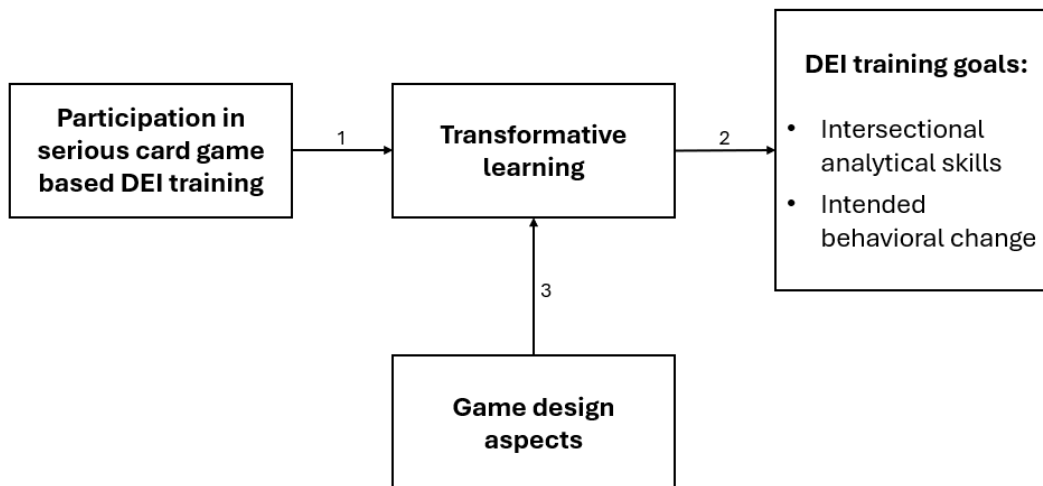 Participation in
serious card game
based DEI training
1
Transformative
learning
2
DEI training goals:
• Intersectional
analytical skills
• Intended
behavioral change
3
Game design
aspects